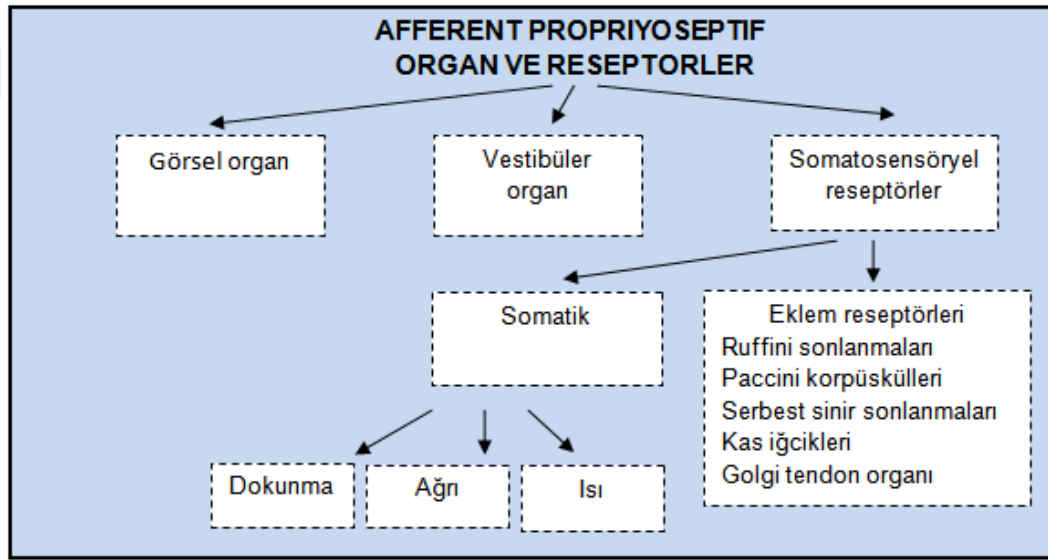 AFFERENT PROPRIYOSEPTIF
ORGAN VE RESEPTORLER
Görsel organ
Vestibüler
organ
Somatosensöryel
reseptörler
Somatik
Eklem reseptörleri
Ruffini sonlanmaları
Paccini korpüskülleri
Serbest sinir sonlanmaları
Kas iğcikleri
Golgi tendon organı
Dokunma
Ağrı
Isı